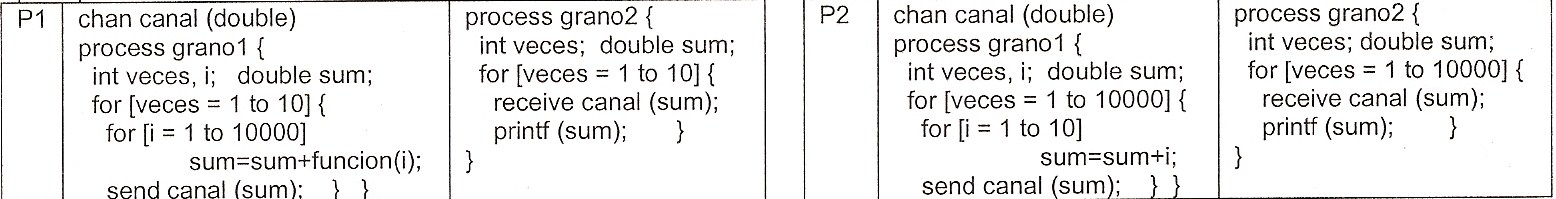 P1
chan canal (double)
process grano1 {
int veces, i; double sum;
for [veces = 1 to 10] {
for [i = 1 to 10000]
sum=sum+funcion(i);
send canal (sum); } }
process grano2 {
int veces; double sum;
for [veces = 1 to 10] {
receive canal (sum);
printf (sum); }
}
P2
chan canal (double)
process grano1 {
int veces, i; double sum;
for [veces = 1 to 10000] {
for [i = 1 to 10]
sum=sum+i;
send canal (sum); } }
process grano2 {
int veces; double sum;
for [veces = 1 to 10000] {
receive canal (sum);
printf (sum); }
}